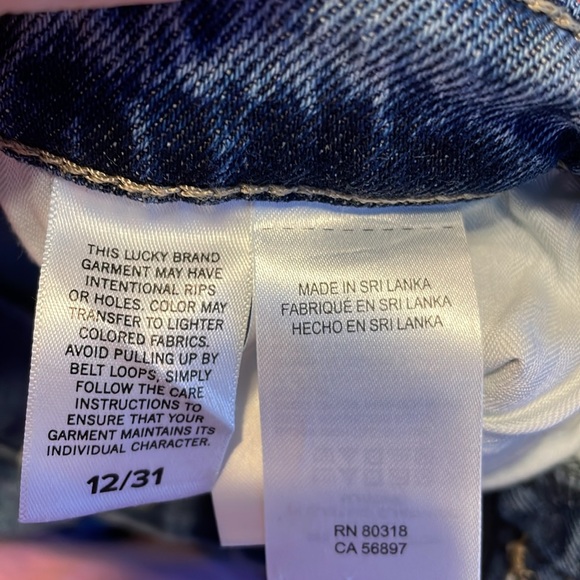 THIS LUCKY BRAND
GARMENT MAY HAVE
INTENTIONAL RIPS
OR HOLES. COLOR MAY
TRANSFER TO LIGHTER
COLORED FABRICS.
AVOID PULLING UP BY
BELT LOOPS, SIMPLY
FOLLOW THE CARE
INSTRUCTIONS TO
ENSURE THAT YOUR
GARMENT MAINTAINS ITS
INDIVIDUAL CHARACTER.
12/31
MADE IN SRI LANKA
FABRIQUÉ EN SRI LANKA
HECHO EN SRI LANKA
RN 80318
CA 56897